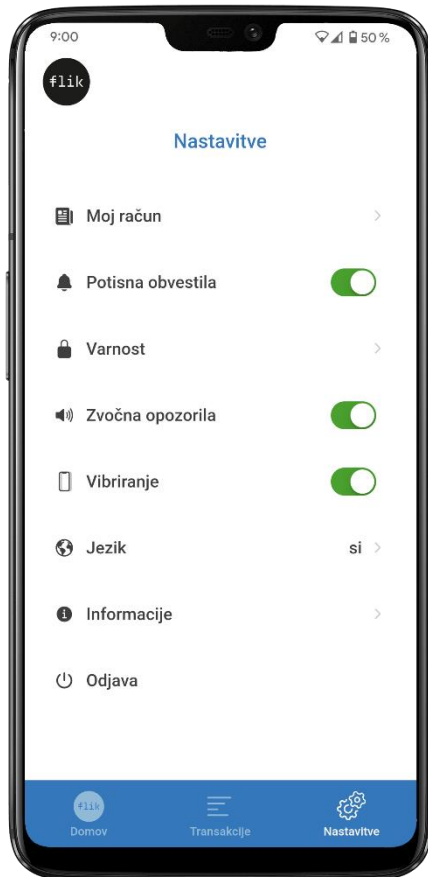 9:00
50 %
flik
Nastavitve
Moj račun
Potisna obvestila
Varnost
Zvočna opozorila
Vibriranje
Jezik si
Informacije
Odjava
flik
Domov Transakcije Nastavitve